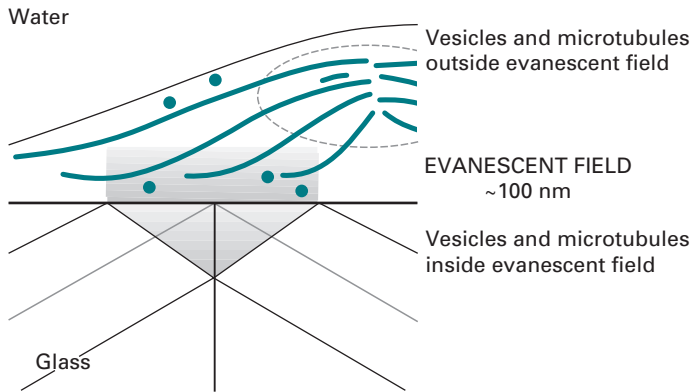 Water
Vesicles and microtubules
outside evanescent field
EVANESCENT FIELD
~100 nm
Vesicles and microtubules
inside evanescent field
Glass